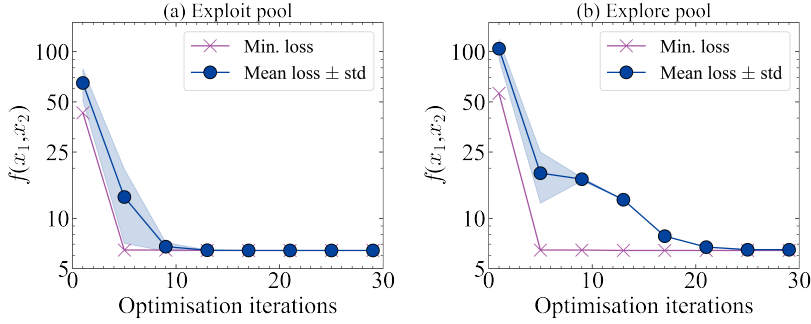 (a) Exploit pool
Min. loss
Mean loss ± std
100
50
25
10
5
f(x₁,x₂)
0
10
20
30
Optimisation iterations
(b) Explore pool
Min. loss
Mean loss ± std
100
50
25
10
5
f(x₁,x₂)
0
10
20
30
Optimisation iterations